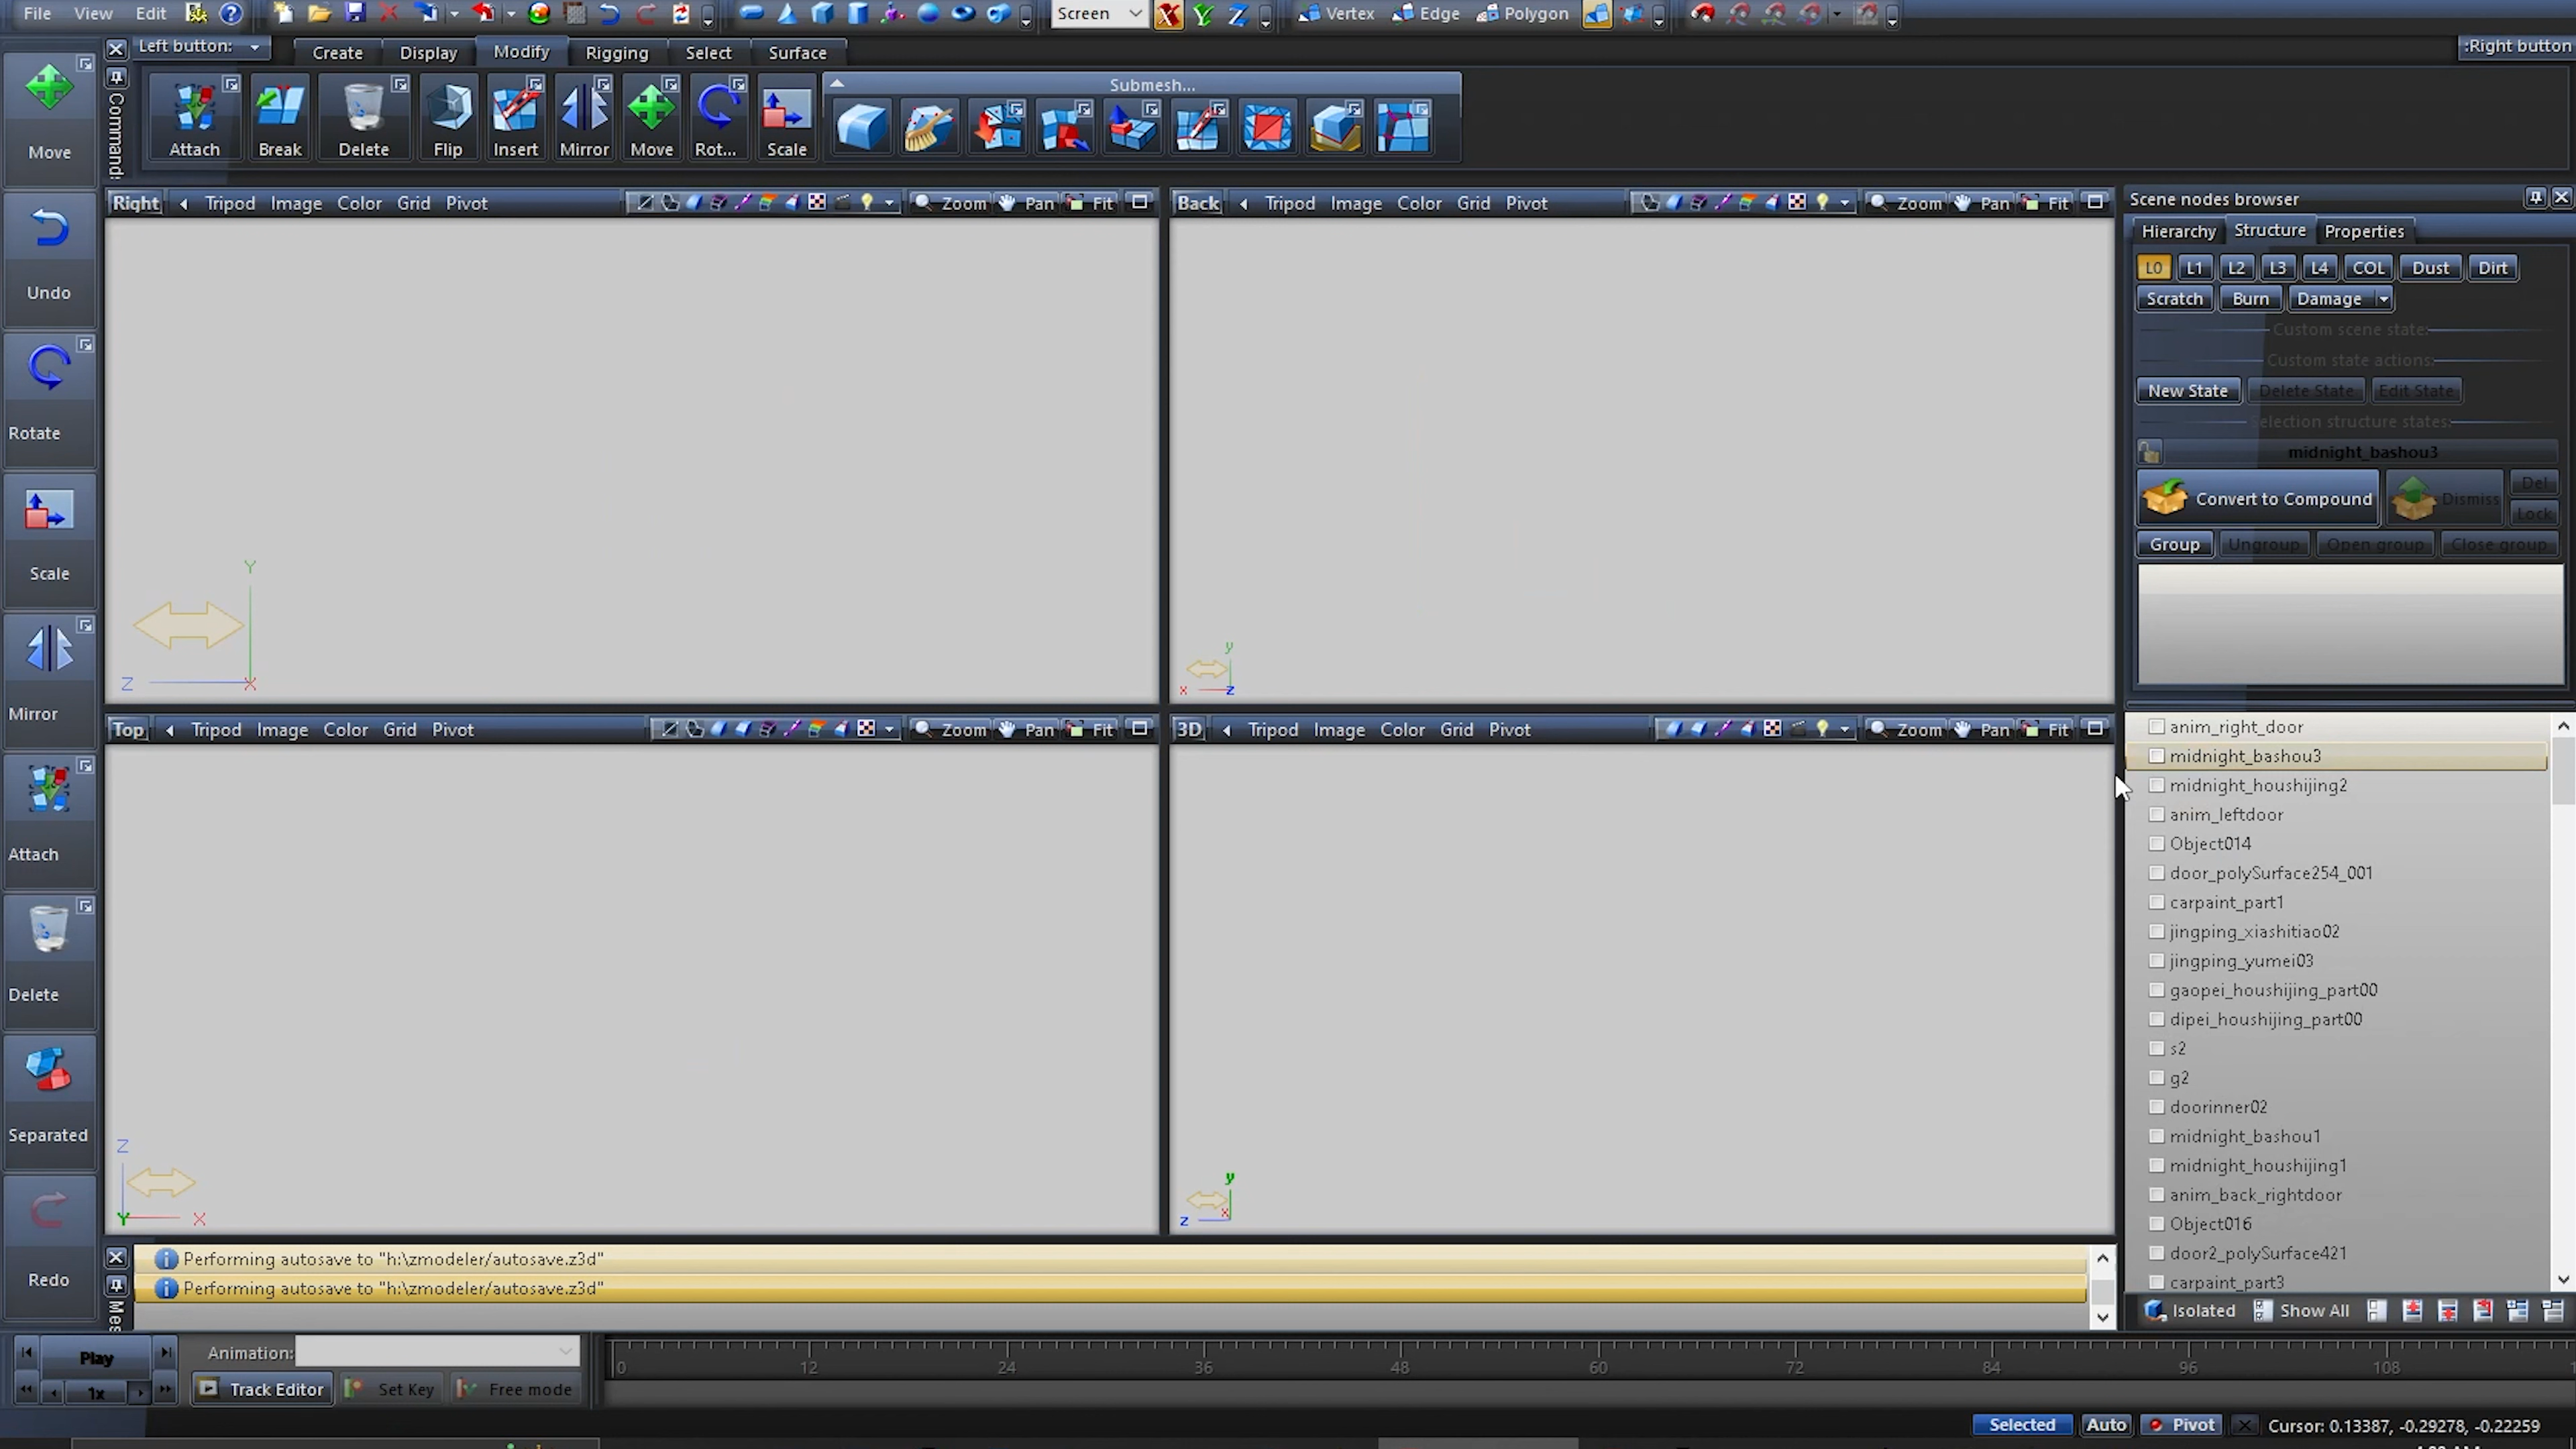 File View Edit Screen Vertex Edge Polygon
Left button: Create Display Modify Rigging Select Surface :Right button
Commands
Move
Undo
Rotate
Scale
Mirror
Attach
Delete
Separated
Redo
Attach Break Delete Flip Insert Mirror Move Rot... Scale
Submesh...
Right Tripod Image Color Grid Pivot Zoom Pan Fit
Y
Z X
Back Tripod Image Color Grid Pivot Zoom Pan Fit
y
x z
Top Tripod Image Color Grid Pivot Zoom Pan Fit
Z
Y X
3D Tripod Image Color Grid Pivot Zoom Pan Fit
y
z x
Scene nodes browser
Hierarchy Structure Properties
L0 L1 L2 L3 L4 COL Dust Dirt
Scratch Burn Damage
Custom scene state:
Custom state actions:
New State Delete State Edit State
Selection structure states:
midnight_bashou3
Convert to Compound Dismiss Del
Lock
Group Ungroup Open group Close group
anim_right_door
midnight_bashou3
midnight_houshijing2
anim_leftdoor
Object014
door_polySurface254_001
carpaint_part1
jingping_xiashitiao02
jingping_yumei03
gaopei_houshijing_part00
dipei_houshijing_part00
s2
g2
doorinner02
midnight_bashou1
midnight_houshijing1
anim_back_rightdoor
Object016
door2_polySurface421
carpaint_part3
Isolated Show All
Performing autosave to "h:\zmodeler/autosave.z3d"
Performing autosave to "h:\zmodeler/autosave.z3d"
Mes
Play Animation:
1x Track Editor Set Key Free mode
0 12 24 36 48 60 72 84 96 108
Selected Auto Pivot Cursor: 0.13387, -0.29278, -0.22259